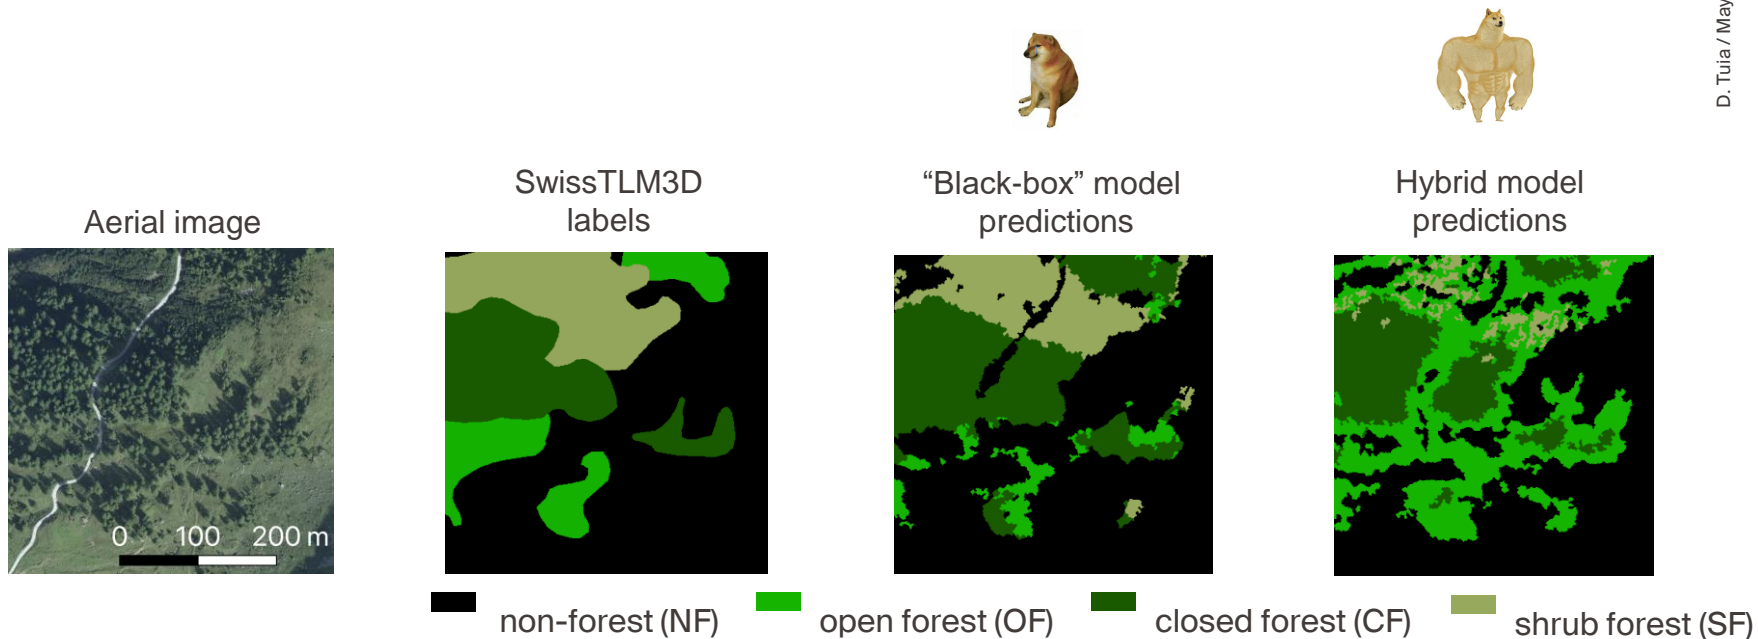 D. Tuia / May
SwissTLM3D
labels
“Black-box” model
predictions
Hybrid model
predictions
Aerial image
0 100 200 m
non-forest (NF)
open forest (OF)
closed forest (CF)
shrub forest (SF)